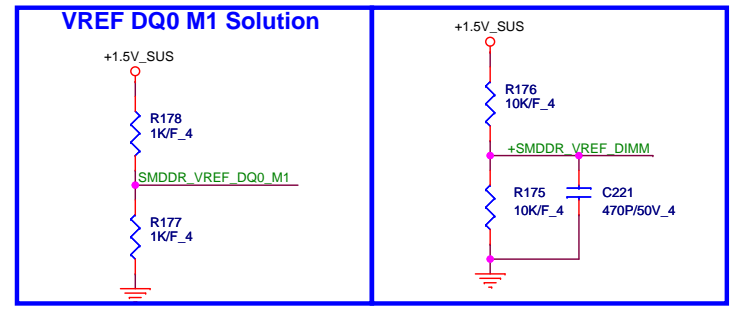 VREF DQ0 M1 Solution
+1.5V_SUS
R178
1K/F_4
SMDDR_VREF_DQ0_M1
R177
1K/F_4
+1.5V_SUS
R176
10K/F_4
+SMDDR_VREF_DIMM
R175
10K/F_4
C221
470P/50V_4